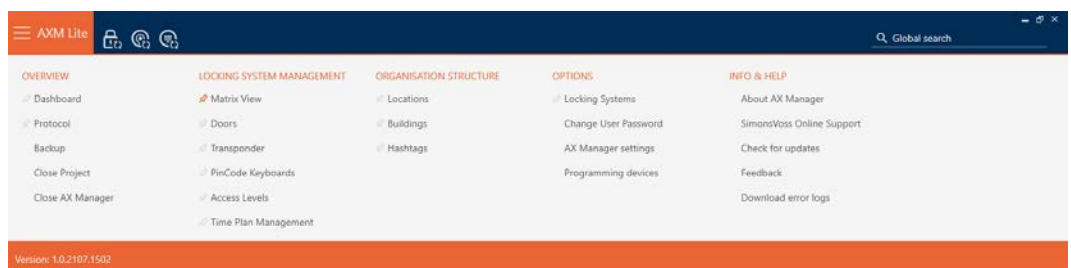 AXM Lite
Global search
OVERVIEW
Dashboard
Protocol
Backup
Close Project
Close AX Manager
LOCKING SYSTEM MANAGEMENT
Matrix View
Doors
Transponder
PinCode Keyboards
Access Levels
Time Plan Management
ORGANISATION STRUCTURE
Locations
Buildings
Hashtags
OPTIONS
Locking Systems
Change User Password
AX Manager settings
Programming devices
INFO & HELP
About AX Manager
SimonsVoss Online Support
Check for updates
Feedback
Download error logs
Version: 1.0.2107.1502